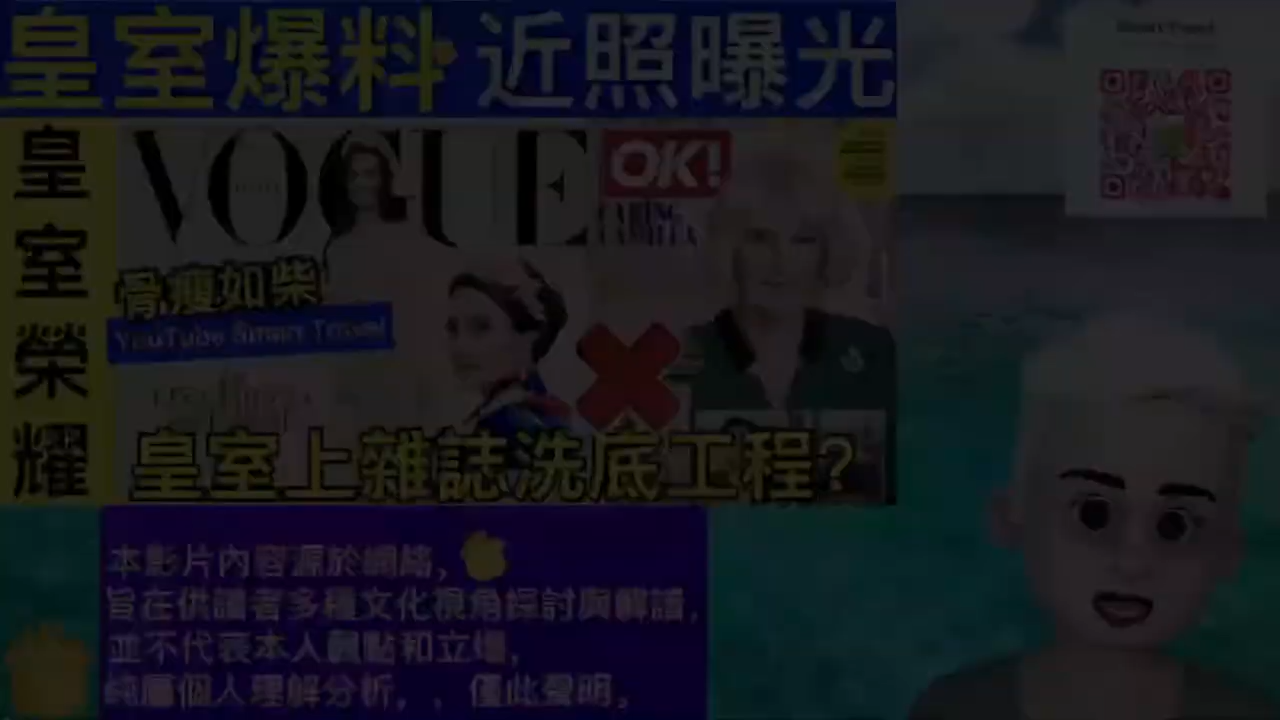 皇室爆料 近照曝光
皇室榮耀
VOGUE
OK!
CARING
CAMILLA
骨瘦如柴
YouTube Smart Travel
皇室上雜誌洗底工程?
本影片內容源於網絡,
旨在供讀者多種文化視角探討與解讀,
並不代表本人觀點和立場,
純屬個人理解分析，，僅此聲明。
Smart Travel